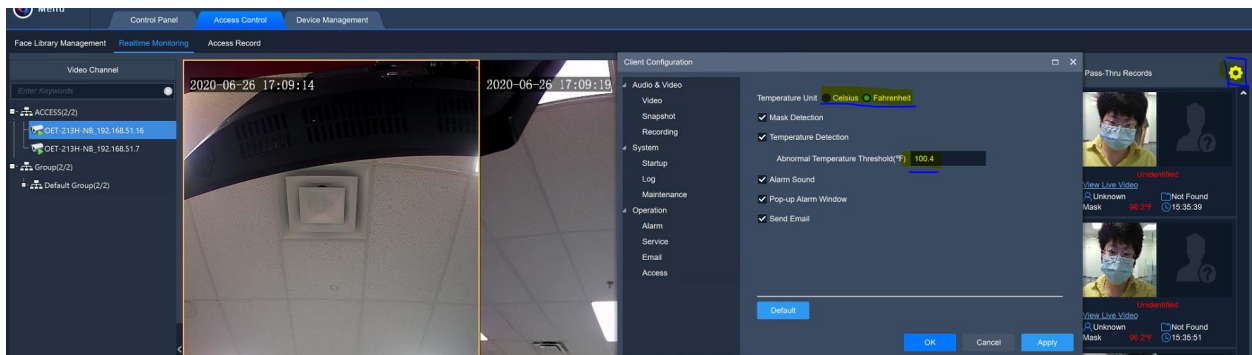 Menu
Control Panel
Access Control
Device Management
Face Library Management
Realtime Monitoring
Access Record
Video Channel
Enter Keywords
ACCESS(2/2)
OET-213H-NB_192.168.51.16
OET-213H-NB_192.168.51.7
Group(2/2)
Default Group(2/2)
2020-06-26 17:09:14
2020-06-26 17:09:19
Client Configuration
Audio & Video
Video
Snapshot
Recording
System
Startup
Log
Maintenance
Operation
Alarm
Service
Email
Access
Temperature Unit Celsius Fahrenheit
Mask Detection
Temperature Detection
Abnormal Temperature Threshold(℉) 100.4
Alarm Sound
Pop-up Alarm Window
Send Email
Default
OK Cancel Apply
Pass-Thru Records
Unidentified
View Live Video
Unknown Not Found
Mask 96.2℉ 15:35:39
Unidentified
View Live Video
Unknown Not Found
Mask 96.2℉ 15:35:51